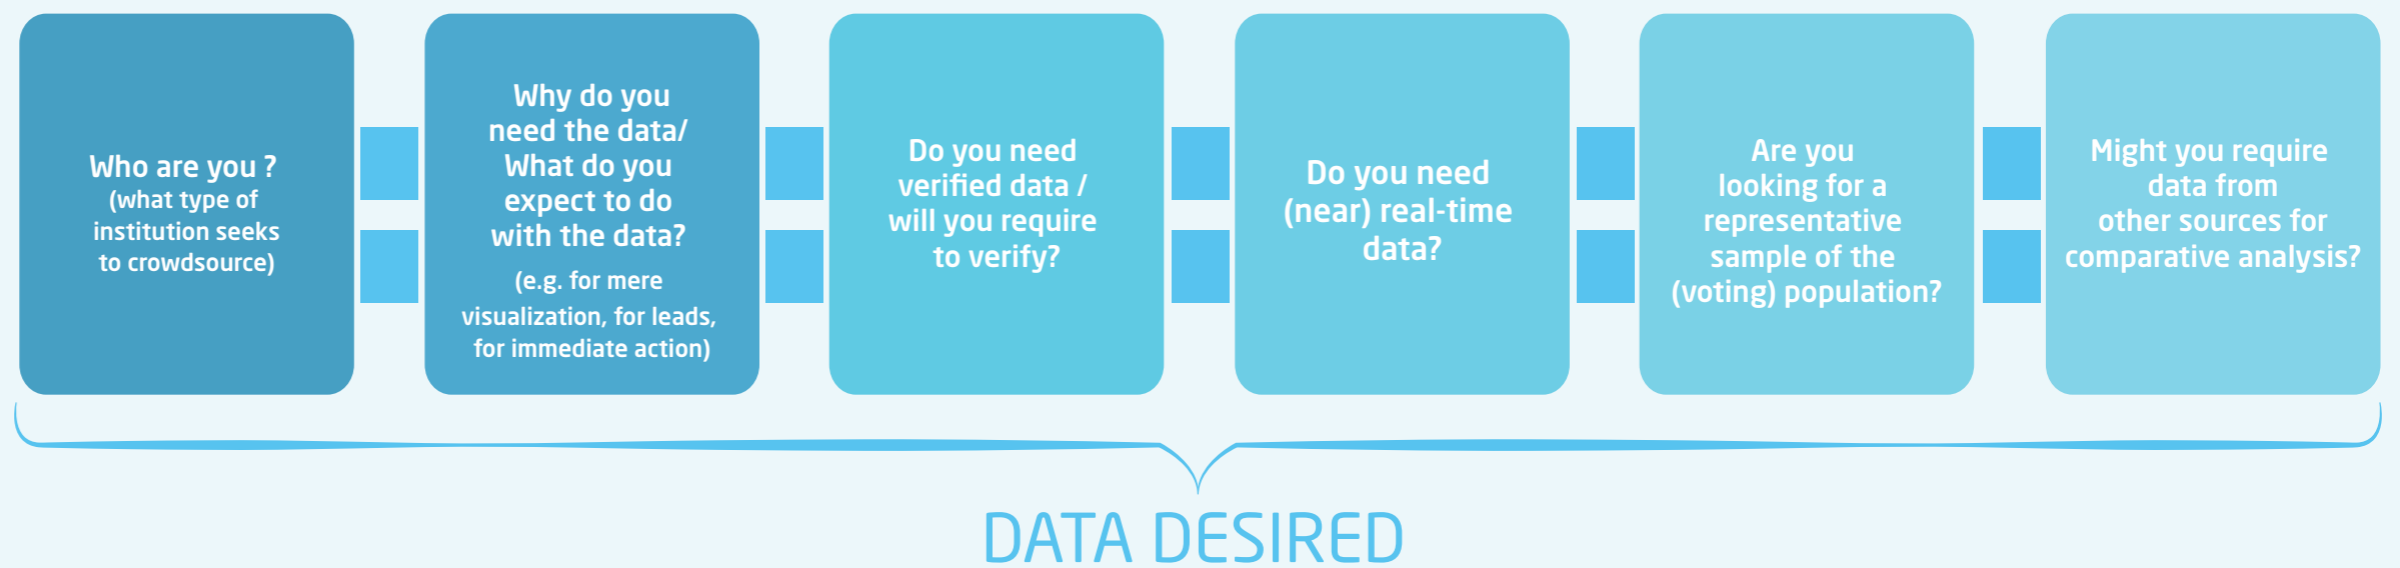 Who are you ?
(what type of
institution seeks
to crowdsource)
Why do you
need the data/
What do you
expect to do
with the data?
(e.g. for mere
visualization, for leads,
for immediate action)
Do you need
verified data /
will you require
to verify?
Do you need
(near) real-time
data?
Are you
looking for a
representative
sample of the
(voting) population?
Might you require
data from
other sources for
comparative analysis?
DATA DESIRED